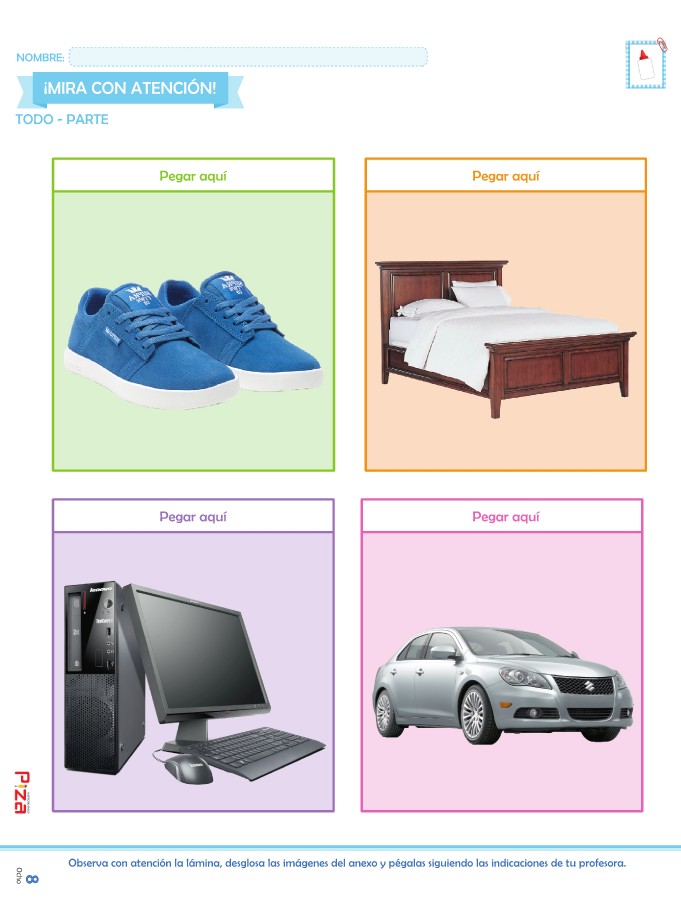 NOMBRE:
¡MIRA CON ATENCIÓN!
TODO - PARTE
Pegar aquí
Pegar aquí
Pegar aquí
Pegar aquí
Piza
Observa con atención la lámina, desglosa las imágenes del anexo y pégalas siguiendo las indicaciones de tu profesora.
Ocho
8